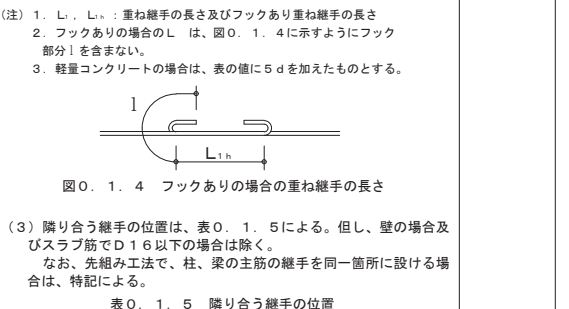 (注) 1. L₁, L₁ₕ :重ね継手の長さ及びフックあり重ね継手の長さ
2. フックありの場合のL は、図0. 1. 4に示すようにフック
部分lを含まない。
3. 軽量コンクリートの場合は、表の値に5dを加えたものとする。
l
L₁ₕ
図0. 1. 4 フックありの場合の重ね継手の長さ
(3)隣り合う継手の位置は、表0. 1. 5による。但し、壁の場合及
びスラブ筋でD16以下の場合は除く。
なお、先組み工法で、柱、梁の主筋の継手を同一箇所に設ける場
合は、特記による。
表0. 1. 5 隣り合う継手の位置